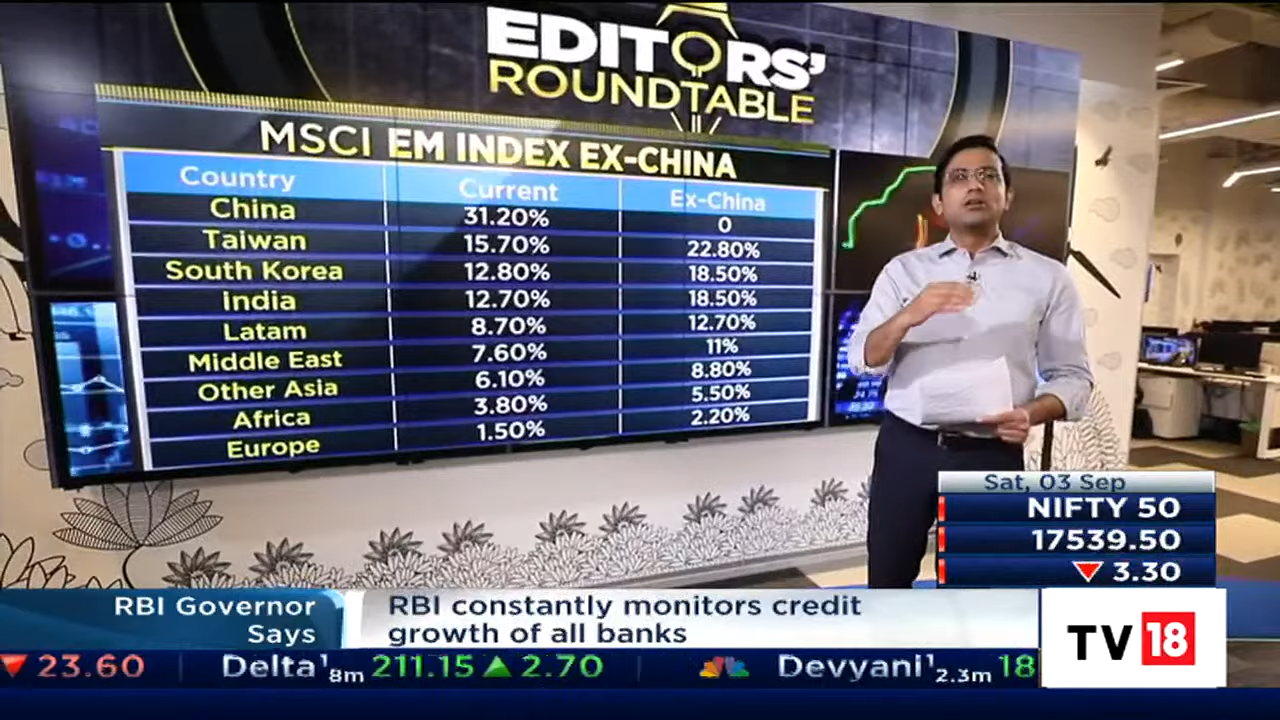 EDITORS'
ROUNDTABLE
MSCI EM INDEX EX-CHINA
Country Current Ex-China
China 31.20% 0
Taiwan 15.70% 22.80%
South Korea 12.80% 18.50%
India 12.70% 18.50%
Latam 8.70% 12.70%
Middle East 7.60% 11%
Other Asia 6.10% 8.80%
Africa 3.80% 5.50%
Europe 1.50% 2.20%
Sat, 03 Sep
NIFTY 50
17539.50
▼ 3.30
RBI Governor
Says
RBI constantly monitors credit
growth of all banks
TV18
▼ 23.60 Delta¹ 8m 211.15 ▲ 2.70 Devyani¹ 2.3m 18